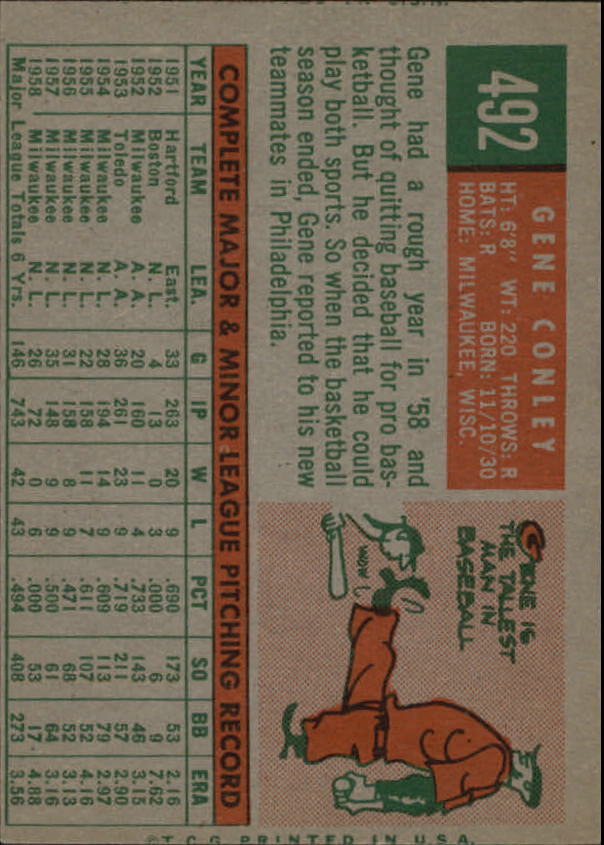 492
GENE CONLEY
HT: 6'8" WT: 220 THROWS: R
BATS: R BORN: 11/10/30
HOME: MILWAUKEE, WISC.
Gene had a rough year in '58 and
thought of quitting baseball for pro bas-
ketball. But he decided that he could
play both sports. So when the basketball
season ended, Gene reported to his new
teammates in Philadelphia.
GENE IS
THE TALLEST
MAN IN
BASEBALL
WOW!
COMPLETE MAJOR & MINOR LEAGUE PITCHING RECORD
YEAR TEAM LEA. G IP W L PCT SO BB ERA
1951 Hartford East. 33 263 20 9 .690 173 53 2.16
1952 Boston N. L. 4 13 0 3 .000 6 9 7.62
1952 Milwaukee A. A. 20 160 11 4 .733 143 46 3.15
1953 Toledo A. A. 36 261 23 9 .719 211 57 2.90
1954 Milwaukee N. L. 28 194 14 9 .609 113 79 2.97
1955 Milwaukee N. L. 22 158 11 7 .611 107 52 4.16
1956 Milwaukee N. L. 31 158 8 9 .471 68 52 3.13
1957 Milwaukee N. L. 35 148 9 9 .500 61 64 3.16
1958 Milwaukee N. L. 26 72 0 6 .000 53 17 4.88
Major League Totals 6 Yrs. 146 743 42 43 .494 408 273 3.56
©T.C.G. PRINTED IN U.S.A.